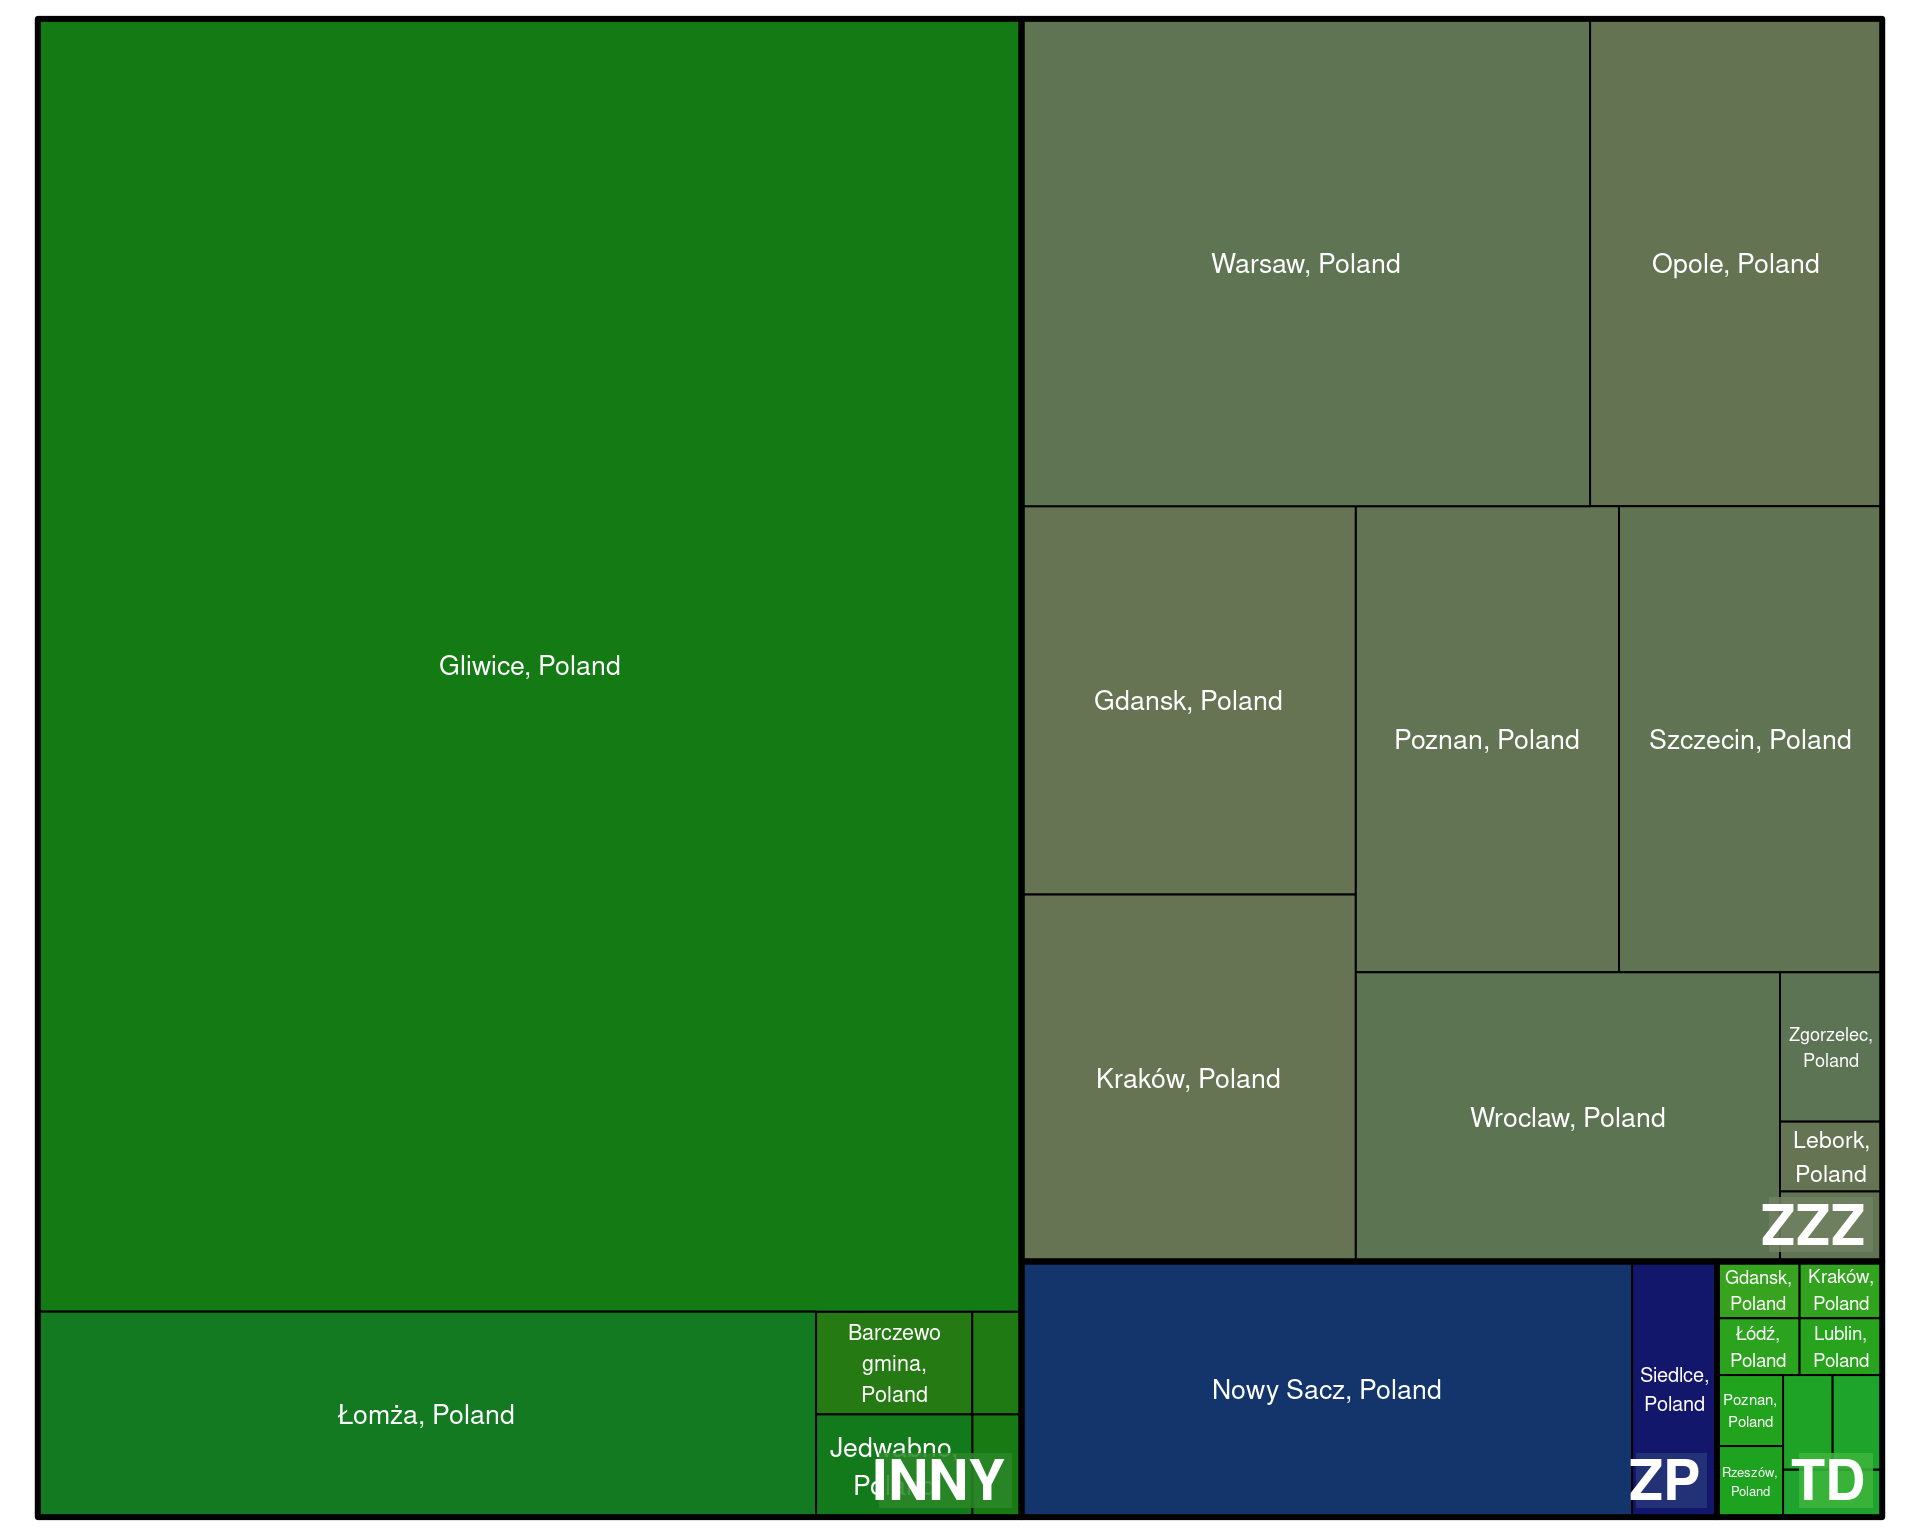 Gliwice, Poland
Łomża, Poland
Barczewo
gmina,
Poland
Jedwabno,
INNY
Warsaw, Poland
Opole, Poland
Gdansk, Poland
Poznan, Poland
Szczecin, Poland
Kraków, Poland
Wroclaw, Poland
Zgorzelec,
Poland
Lebork,
Poland
ZZZ
Nowy Sacz, Poland
Siedlce,
Poland
ZP
Gdansk,
Poland
Kraków,
Poland
Łódź,
Poland
Lublin,
Poland
Poznan,
Poland
Rzeszów,
Poland
TD